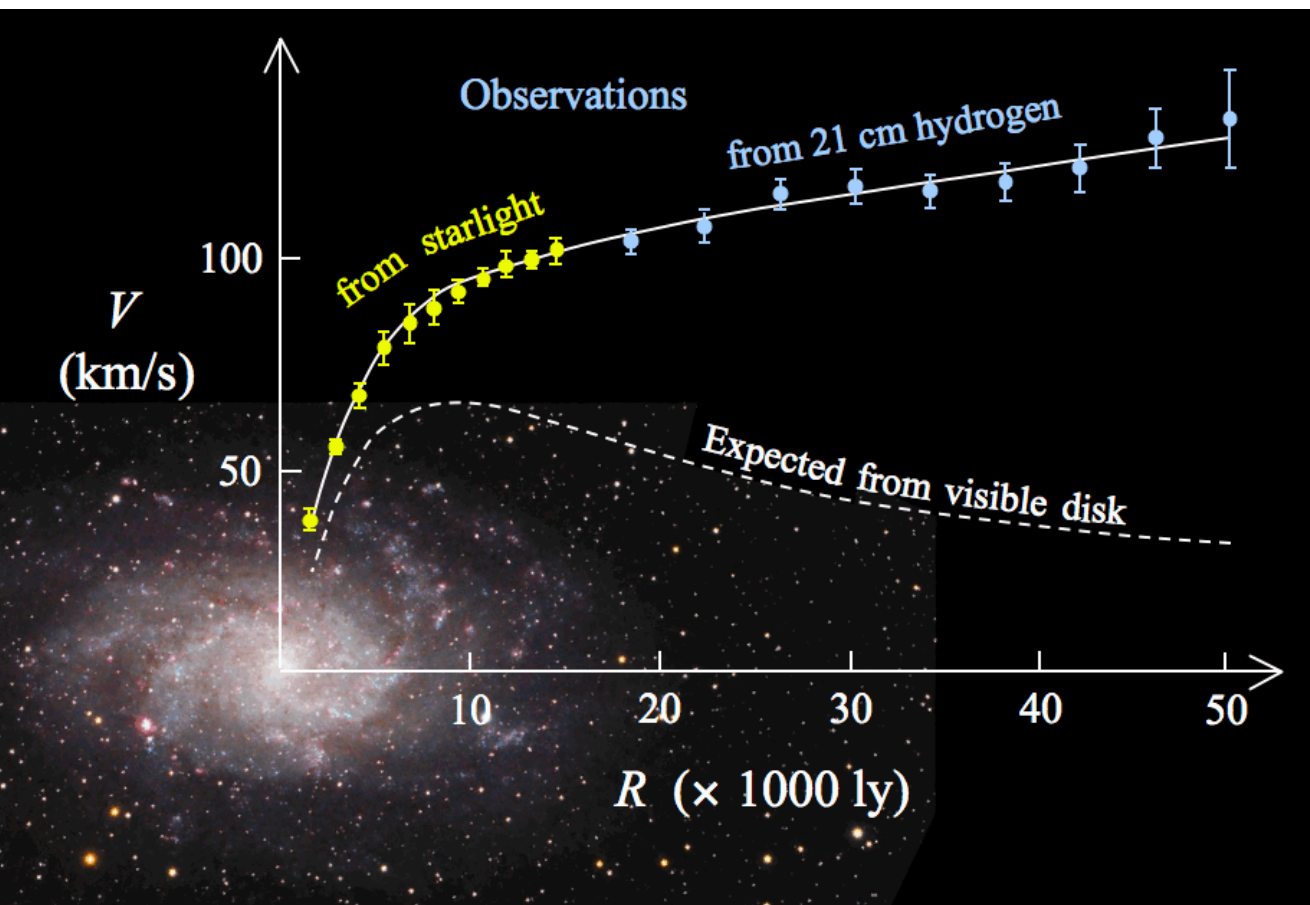 Observations
from 21 cm hydrogen
from starlight
100
V
(km/s)
50
Expected from visible disk
10 20 30 40 50
R (× 1000 ly)